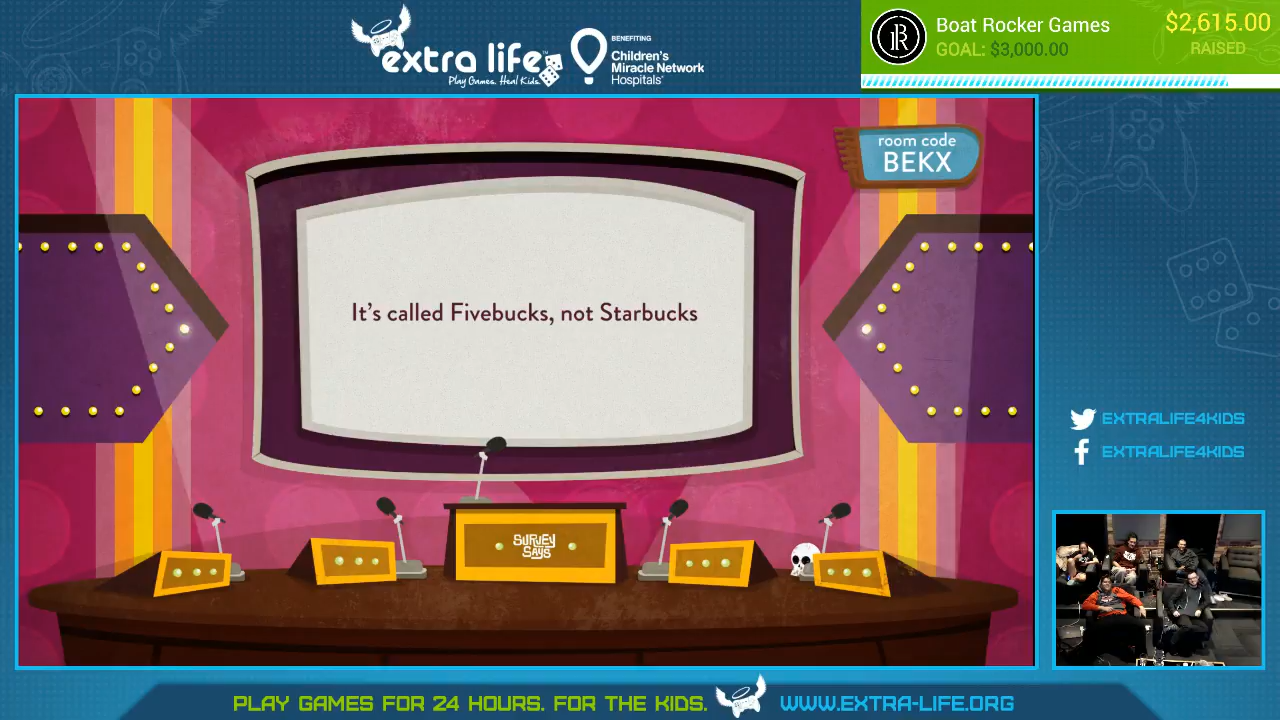 extra life
Play Games. Heal Kids.
BENEFITING
Children's
Miracle Network
Hospitals
Boat Rocker Games
GOAL: $3,000.00
$2,615.00
RAISED
room code
BEKX
It's called Fivebucks, not Starbucks
SURVEY
SAYS
EXTRALIFE4KIDS
EXTRALIFE4KIDS
PLAY GAMES FOR 24 HOURS. FOR THE KIDS.
WWW.EXTRA-LIFE.ORG